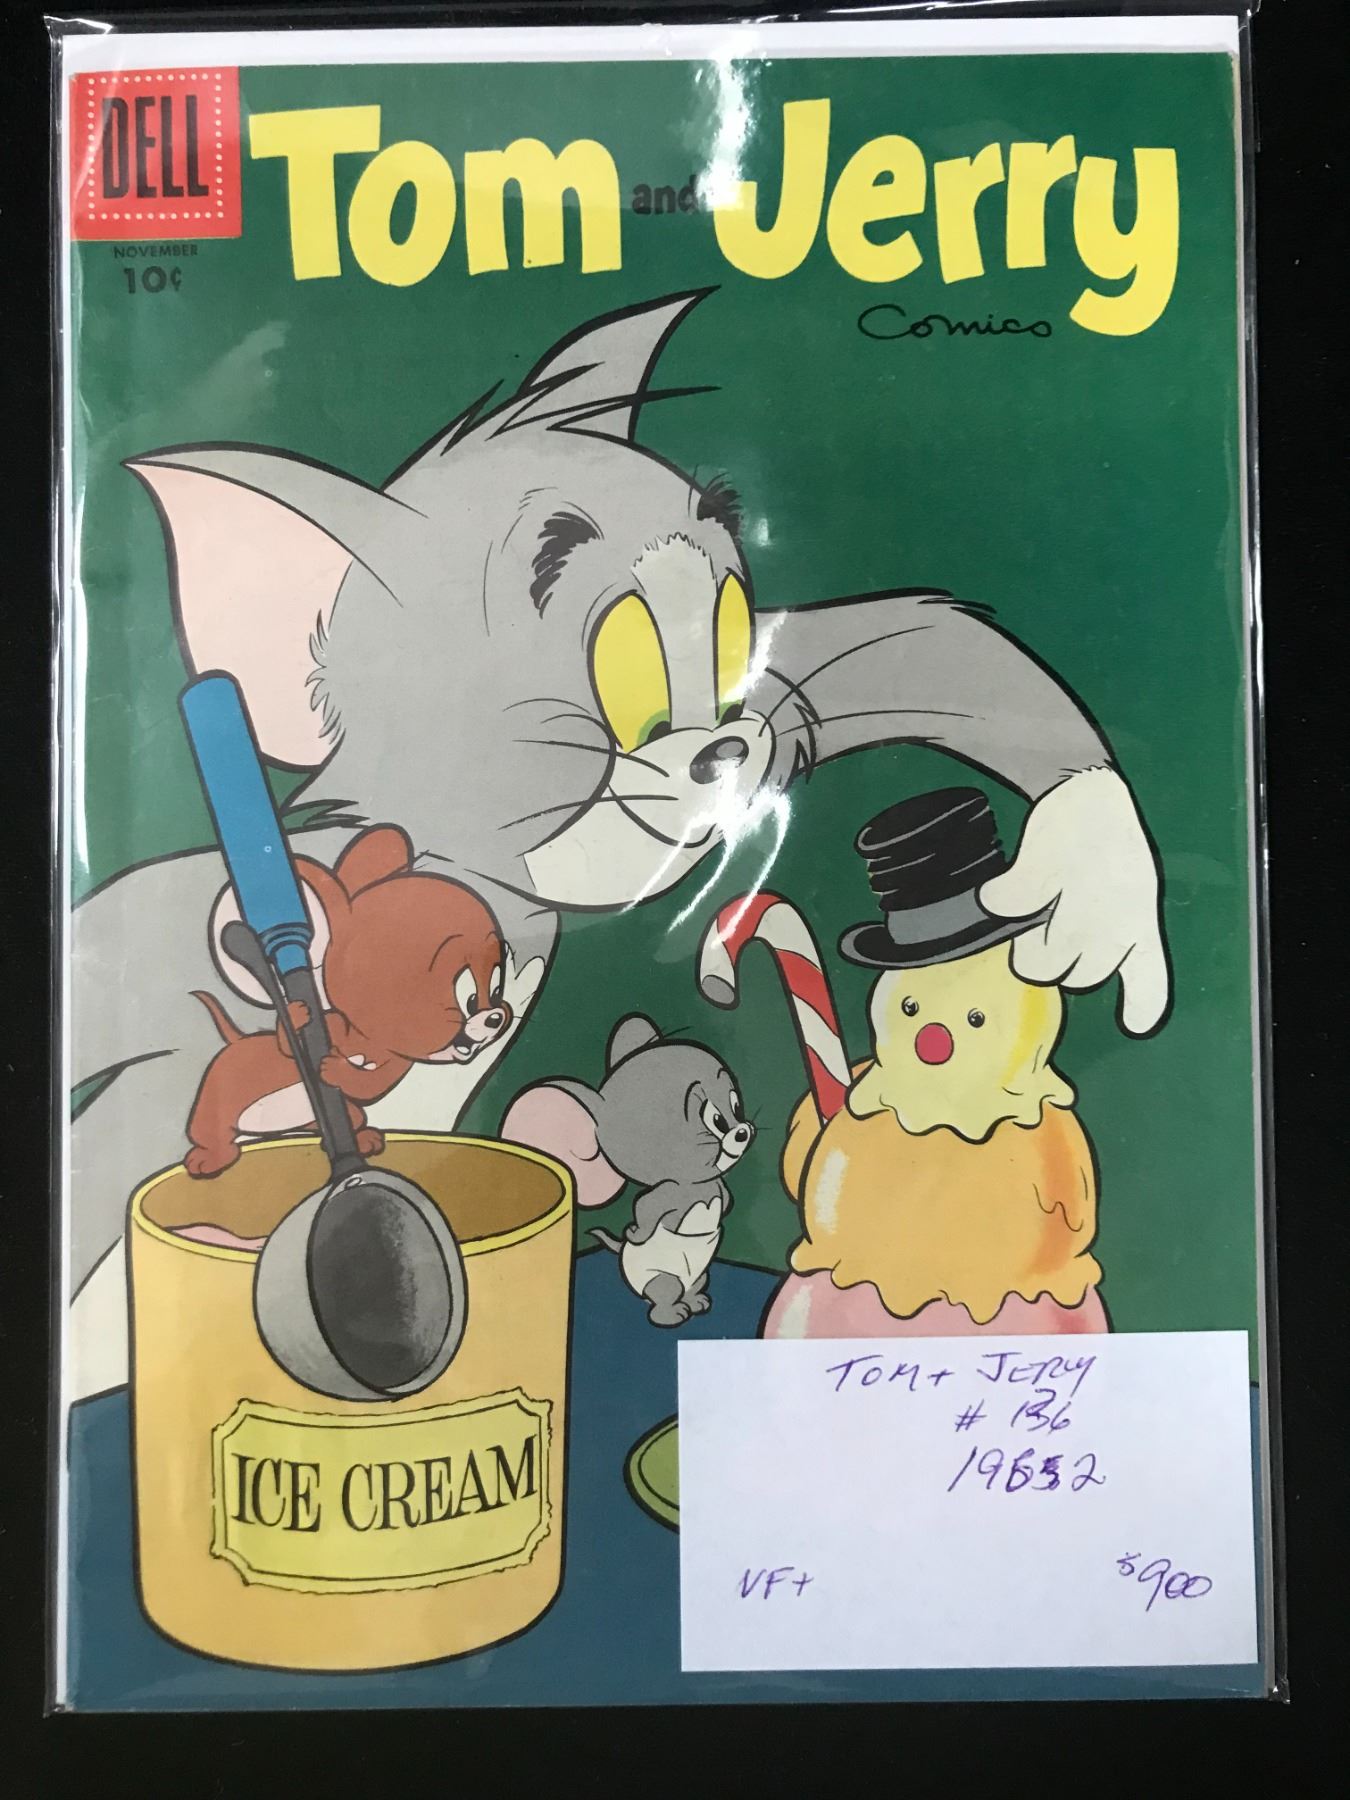 DELL
NOVEMBER
10¢
Tom and Jerry
Comics
ICE CREAM
TOM + JERRY
# 136
VF+
$900